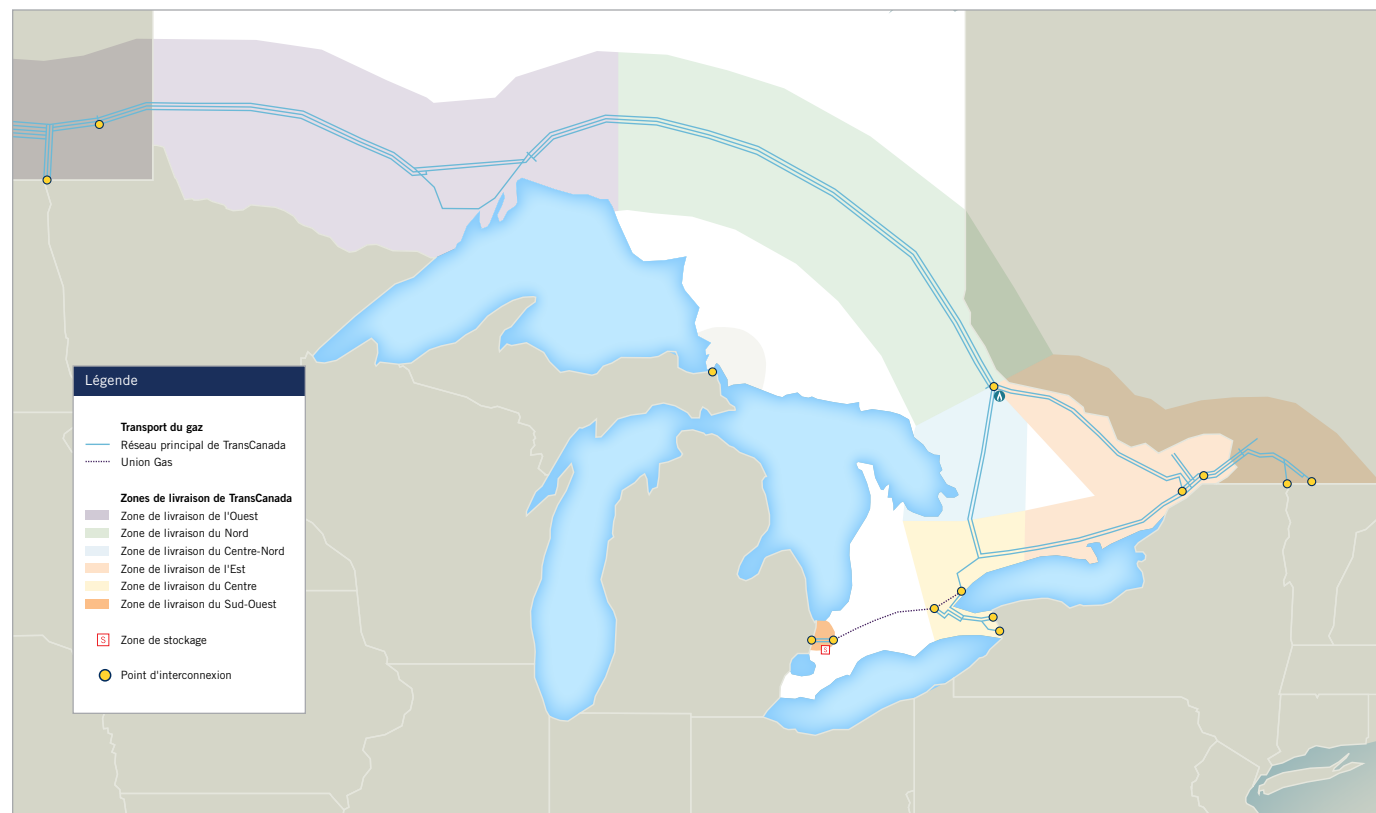 Légende
Transport du gaz
Réseau principal de TransCanada
Union Gas
Zones de livraison de TransCanada
Zone de livraison de l'Ouest
Zone de livraison du Nord
Zone de livraison du Centre-Nord
Zone de livraison de l'Est
Zone de livraison du Centre
Zone de livraison du Sud-Ouest
S
Zone de stockage
Point d'interconnexion
S